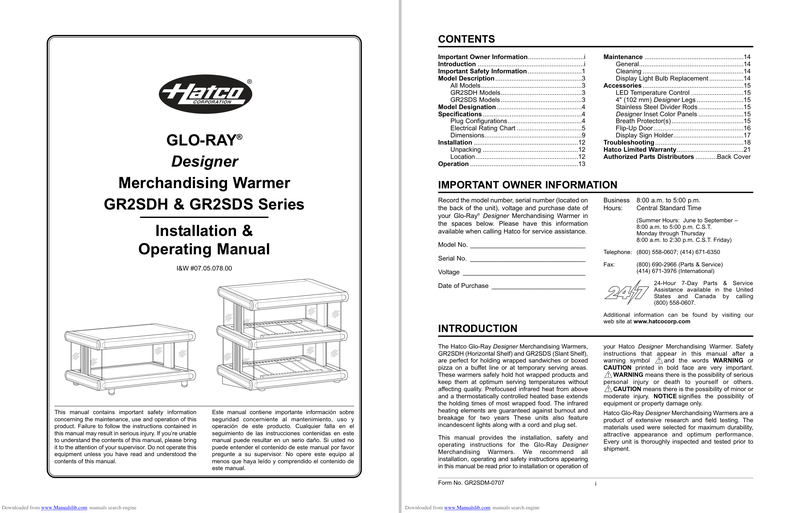 Hatco
CORPORATION
®
GLO-RAY®
Designer
Merchandising Warmer
GR2SDH & GR2SDS Series
Installation &
Operating Manual
I&W #07.05.078.00
This manual contains important safety information
concerning the maintenance, use and operation of this
product. Failure to follow the instructions contained in
this manual may result in serious injury. If you're unable
to understand the contents of this manual, please bring
it to the attention of your supervisor. Do not operate this
equipment unless you have read and understood the
contents of this manual.
Este manual contiene importante información sobre
seguridad concerniente al mantenimiento, uso y
operación de este producto. Cualquier falla en el
seguimiento de las instrucciones contenidas en este
manual puede resultar en un serio daño. Si usted no
puede entender el contenido de este manual por favor
pregunte a su supervisor. No opere este equipo al
menos que haya leído y comprendido el contenido de
este manual.
Downloaded from www.Manualslib.com manuals search engine
CONTENTS
Important Owner Information..............................i
Introduction ..............................i
Important Safety Information..............................1
Model Description..............................3
All Models..............................3
GR2SDH Models..............................3
GR2SDS Models..............................3
Model Designation ..............................4
Specifications..............................4
Plug Configurations..............................4
Electrical Rating Chart ..............................5
Dimensions..............................9
Installation ..............................12
Unpacking ..............................12
Location..............................12
Operation ..............................13
Maintenance ..............................14
General..............................14
Cleaning ..............................14
Display Light Bulb Replacement ..............................14
Accessories ..............................15
LED Temperature Control ..............................15
4" (102 mm) Designer Legs ..............................15
Stainless Steel Divider Rods ..............................15
Designer Inset Color Panels ..............................15
Breath Protector(s) ..............................15
Flip-Up Door..............................16
Display Sign Holder..............................17
Troubleshooting ..............................18
Hatco Limited Warranty..............................21
Authorized Parts Distributors ............Back Cover
IMPORTANT OWNER INFORMATION
Record the model number, serial number (located on
the back of the unit), voltage and purchase date of
your Glo-Ray® Designer Merchandising Warmer in
the spaces below. Please have this information
available when calling Hatco for service assistance.
Model No.
Serial No.
Voltage
Date of Purchase
Business 8:00 a.m. to 5:00 p.m.
Hours: Central Standard Time
(Summer Hours: June to September –
8:00 a.m. to 5:00 p.m. C.S.T.
Monday through Thursday
8:00 a.m. to 2:30 p.m. C.S.T. Friday)
Telephone: (800) 558-0607; (414) 671-6350
Fax: (800) 690-2966 (Parts & Service)
(414) 671-3976 (International)
24/7
24-Hour 7-Day Parts & Service
Assistance available in the United
States and Canada by calling
(800) 558-0607.
Additional information can be found by visiting our
web site at www.hatcocorp.com
INTRODUCTION
The Hatco Glo-Ray Designer Merchandising Warmers,
GR2SDH (Horizontal Shelf) and GR2SDS (Slant Shelf),
are perfect for holding wrapped sandwiches or boxed
pizza on a buffet line or at temporary serving areas.
These warmers safely hold hot wrapped products and
keep them at optimum serving temperatures without
affecting quality. Prefocused infrared heat from above
and a thermostatically controlled heated base extends
the holding times of most wrapped food. The infrared
heating elements are guaranteed against burnout and
breakage for two years These units also feature
incandescent lights along with a cord and plug set.
This manual provides the installation, safety and
operating instructions for the Glo-Ray Designer
Merchandising Warmers. We recommend all
installation, operating and safety instructions appearing
in this manual be read prior to installation or operation of
your Hatco Designer Merchandising Warmer. Safety
instructions that appear in this manual after a
warning symbol and the words WARNING or
CAUTION printed in bold face are very important.
WARNING means there is the possibility of serious
personal injury or death to yourself or others.
CAUTION means there is the possibility of minor or
moderate injury. NOTICE signifies the possibility of
equipment or property damage only.
Hatco Glo-Ray Designer Merchandising Warmers are a
product of extensive research and field testing. The
materials used were selected for maximum durability,
attractive appearance and optimum performance.
Every unit is thoroughly inspected and tested prior to
shipment.
Form No. GR2SDM-0707
i
Downloaded from www.Manualslib.com manuals search engine